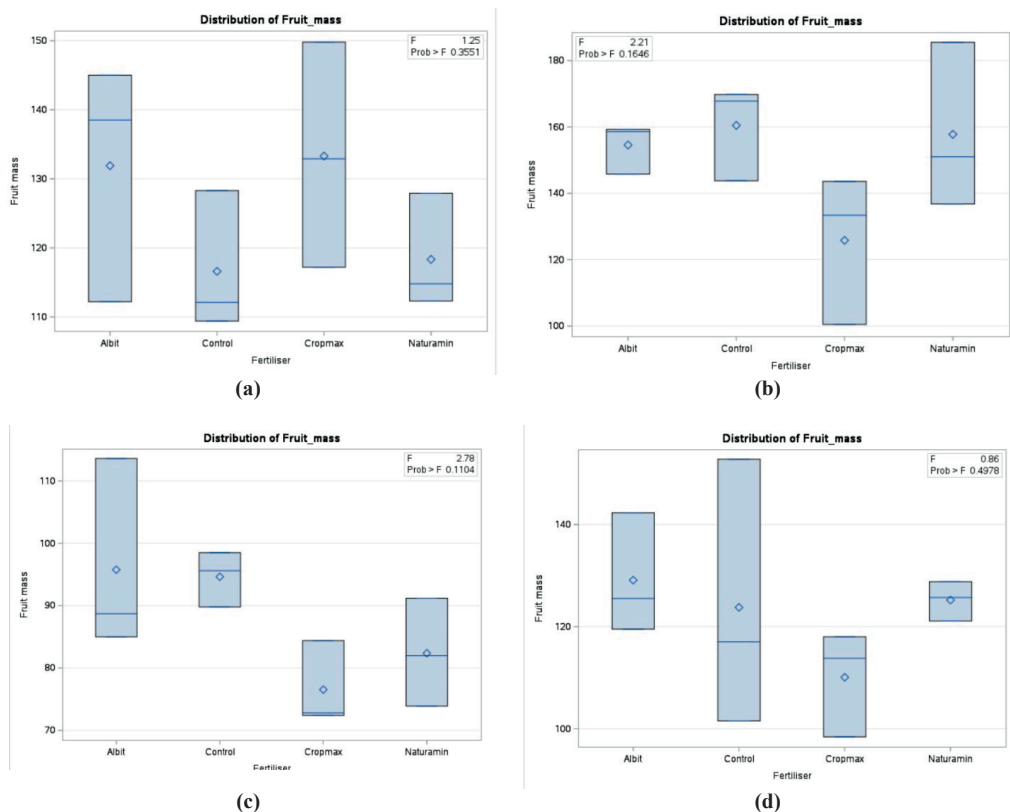 Distribution of Fruit_mass
F 1.25
Prob > F 0.3551
150
140
130
120
110
Fruit mass
Albit Control Cropmax Naturamin
Fertiliser
(a)
Distribution of Fruit_mass
F 2.21
Prob > F 0.1646
180
160
140
120
100
Fruit mass
Albit Control Cropmax Naturamin
Fertiliser
(b)
Distribution of Fruit_mass
F 2.78
Prob > F 0.1104
110
100
90
80
70
Fruit mass
Albit Control Cropmax Naturamin
Fertiliser
(c)
Distribution of Fruit_mass
F 0.86
Prob > F 0.4978
140
120
100
Fruit mass
Albit Control Cropmax Naturamin
Fertiliser
(d)